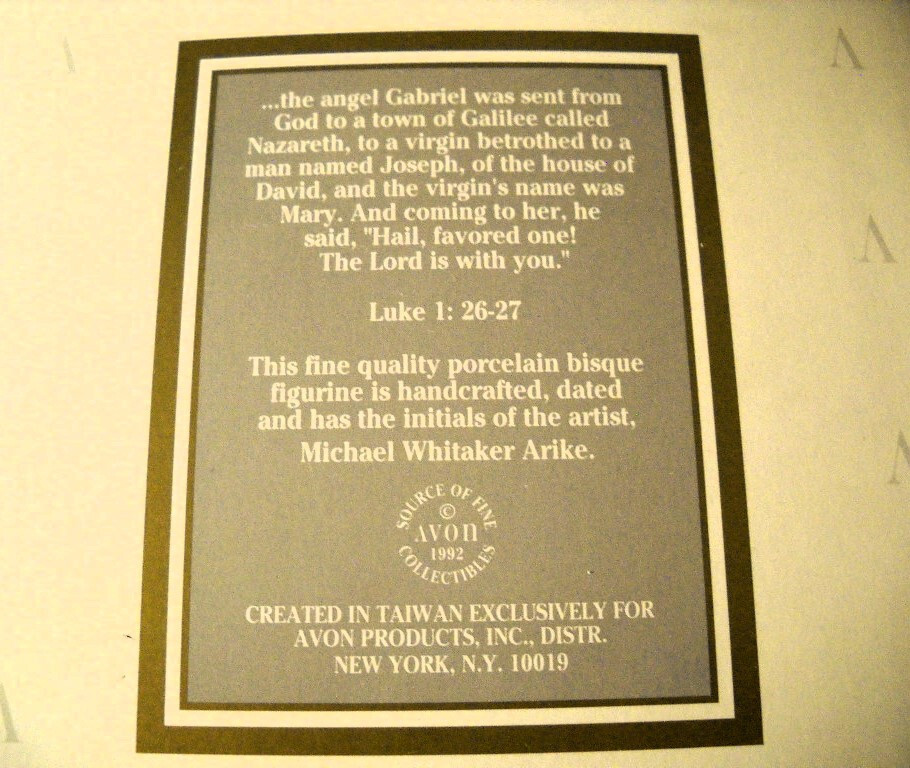 ...the angel Gabriel was sent from
God to a town of Galilee called
Nazareth, to a virgin betrothed to a
man named Joseph, of the house of
David, and the virgin's name was
Mary. And coming to her, he
said, "Hail, favored one!
The Lord is with you."
Luke 1: 26-27
This fine quality porcelain bisque
figurine is handcrafted, dated
and has the initials of the artist,
Michael Whitaker Arike.
SOURCE OF FINE
©
AVON
1992
COLLECTIBLES
CREATED IN TAIWAN EXCLUSIVELY FOR
AVON PRODUCTS, INC., DISTR.
NEW YORK, N.Y. 10019